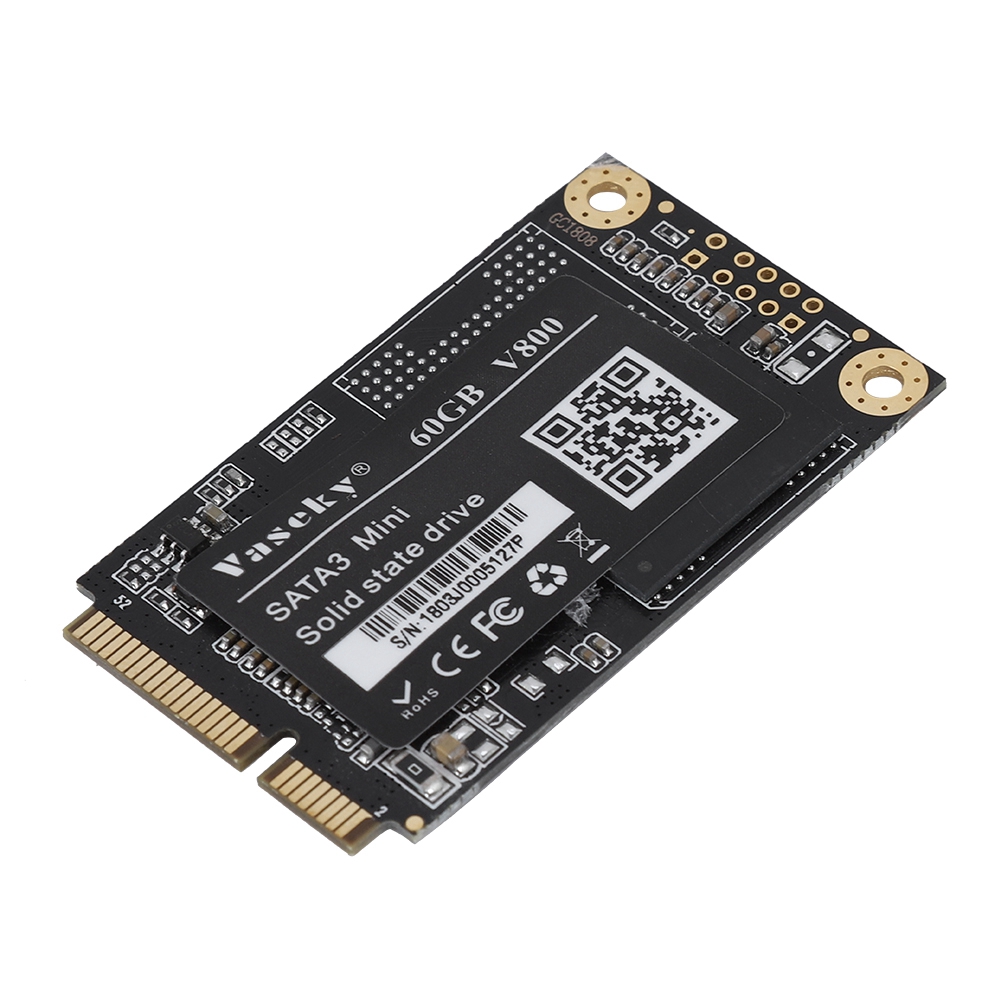 GC1808
Vaseky®
60GB V800
SATA3 Mini
Solid state drive
S/N:1803J0005127P
CE FC
RoHS
52
2